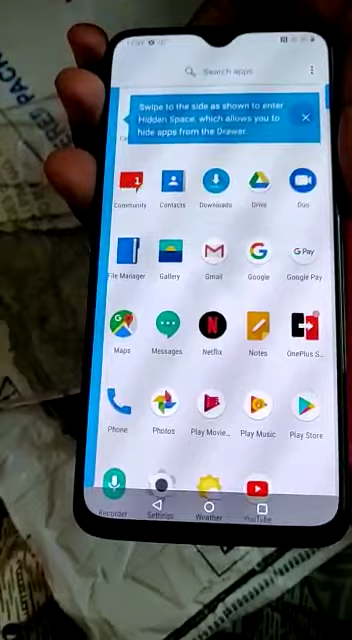 Search apps
Swipe to the side as shown to enter
Hidden Space, which allows you to
hide apps from the Drawer.
Community Contacts Downloads Drive Duo
File Manager Gallery Gmail Google Google Pay
G Pay
Maps Messages Netflix Notes OnePlus S...
Phone Photos Play Movie... Play Music Play Store
Recorder Settings Weather YouTube